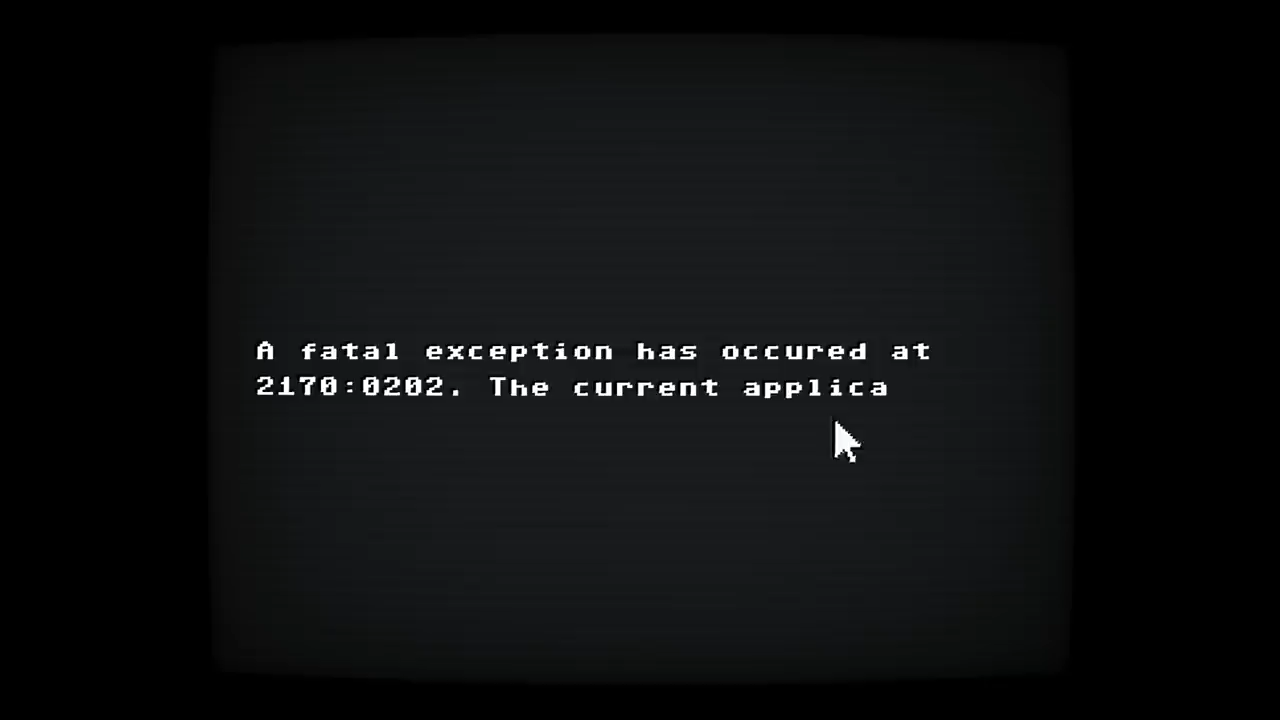 A fatal exception has occured at
2170:0202. The current applica